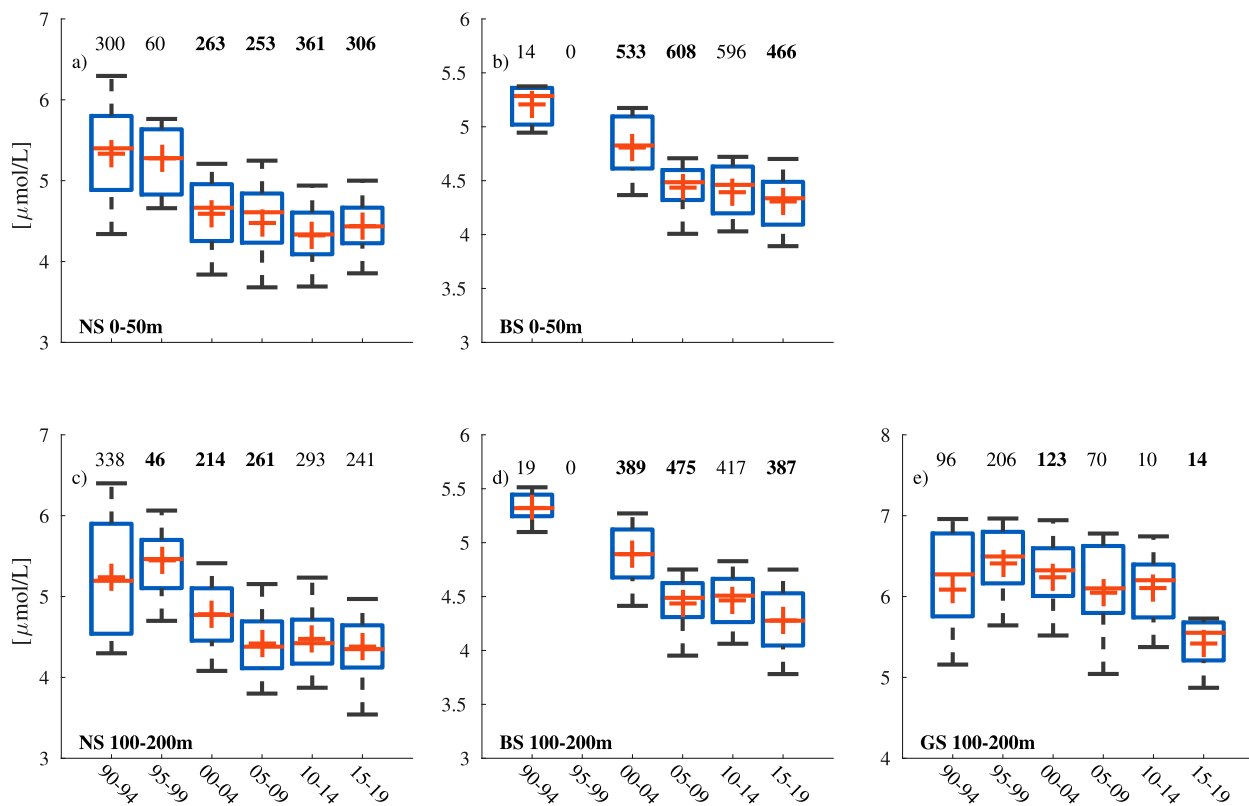 7
6
5
4
3
[μmol/L]
a)
300 60 263 253 361 306
NS 0-50m
6
5.5
5
4.5
4
3.5
3
b)
14 0 533 608 596 466
BS 0-50m
7
6
5
4
3
[μmol/L]
c)
338 46 214 261 293 241
NS 100-200m
90-94 95-99 00-04 05-09 10-14 15-19
6
5.5
5
4.5
4
3.5
3
d)
19 0 389 475 417 387
BS 100-200m
90-94 95-99 00-04 05-09 10-14 15-19
8
7
6
5
4
e)
96 206 123 70 10 14
GS 100-200m
90-94 95-99 00-04 05-09 10-14 15-19